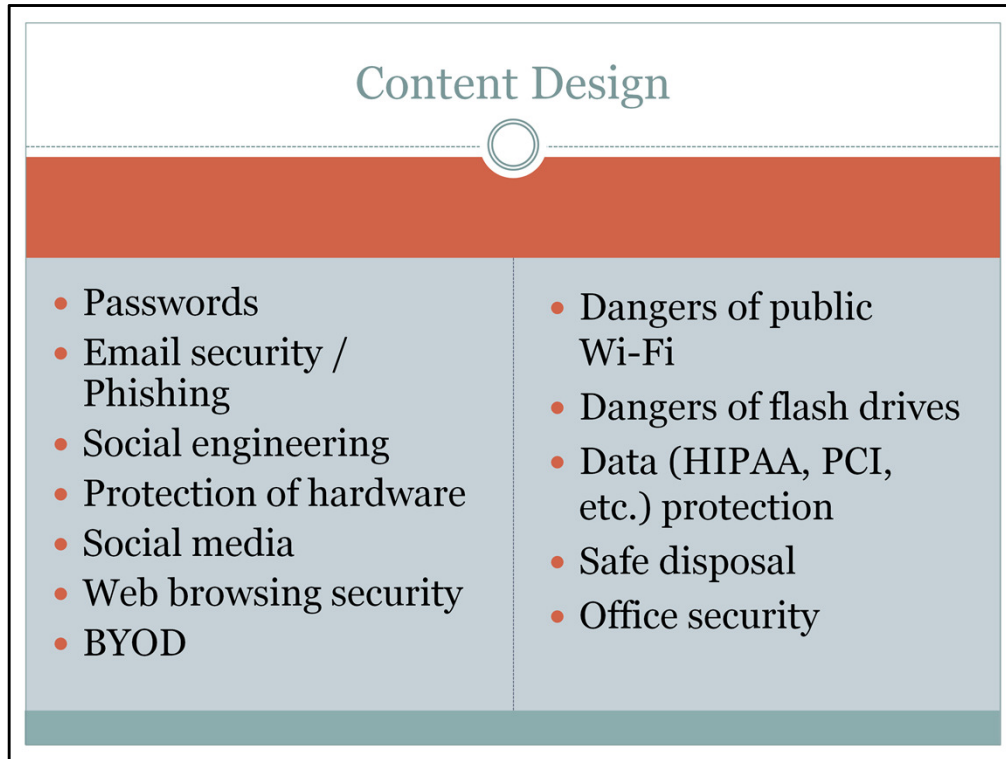 Content Design
• Passwords
• Email security /
Phishing
• Social engineering
• Protection of hardware
• Social media
• Web browsing security
• BYOD
• Dangers of public
Wi-Fi
• Dangers of flash drives
• Data (HIPAA, PCI,
etc.) protection
• Safe disposal
• Office security